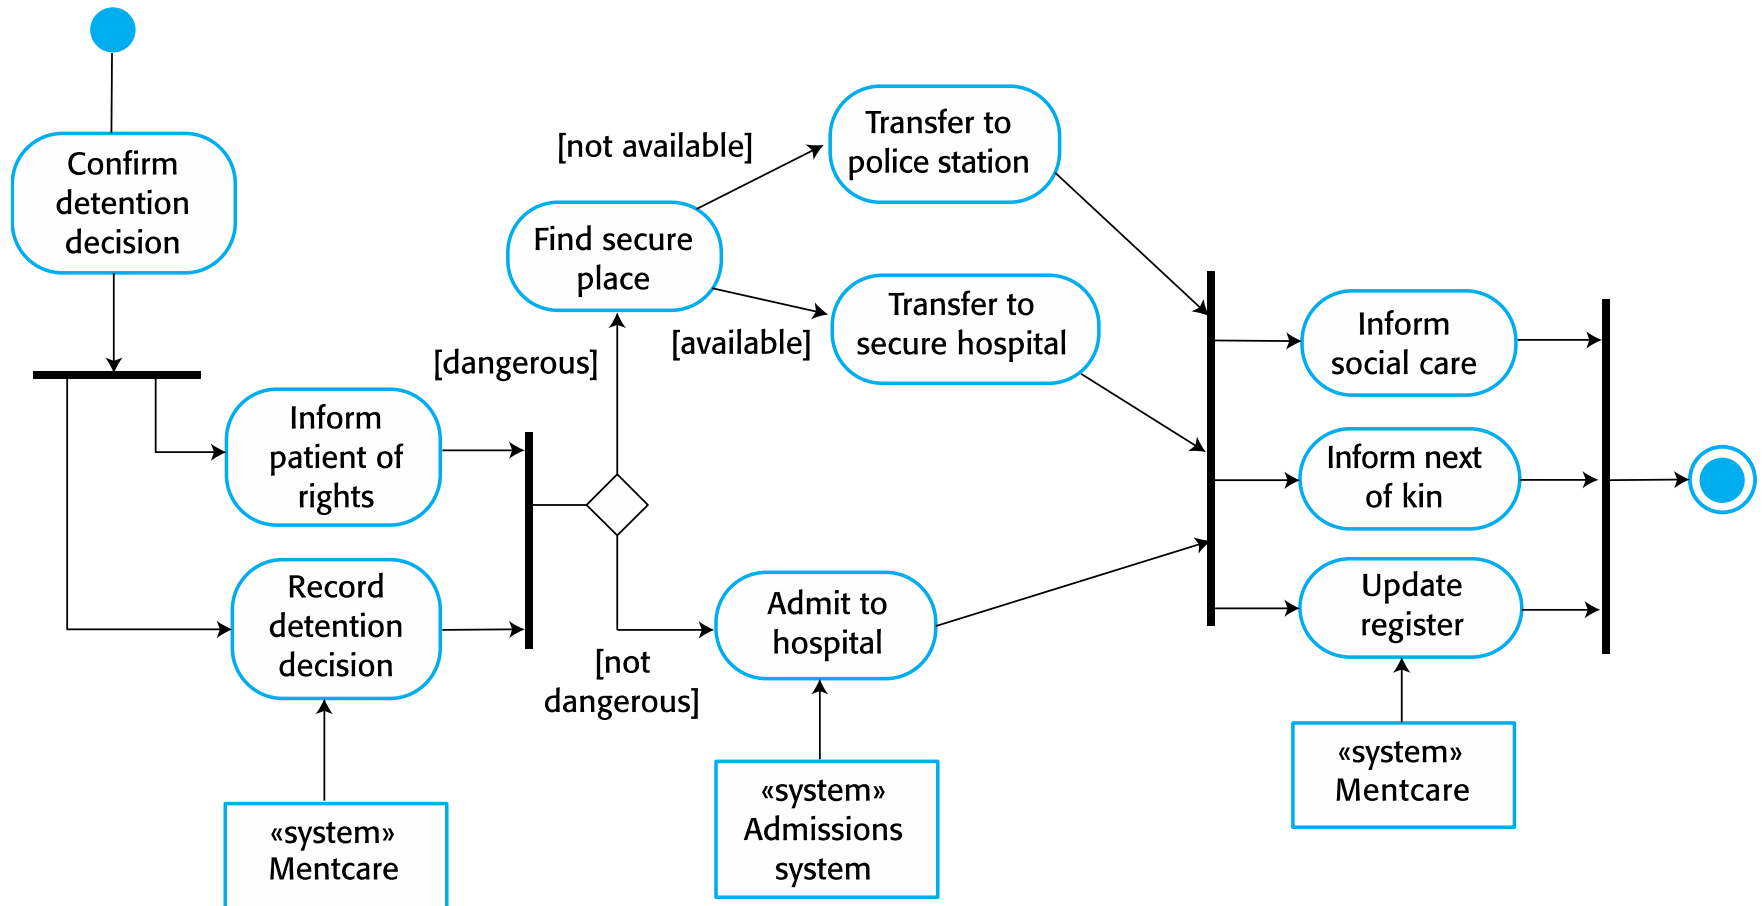 Confirm
detention
decision
Inform
patient of
rights
Record
detention
decision
«system»
Mentcare
[dangerous]
[not
dangerous]
Find secure
place
[not available]
[available]
Transfer to
police station
Transfer to
secure hospital
Admit to
hospital
«system»
Admissions
system
Inform
social care
Inform next
of kin
Update
register
«system»
Mentcare